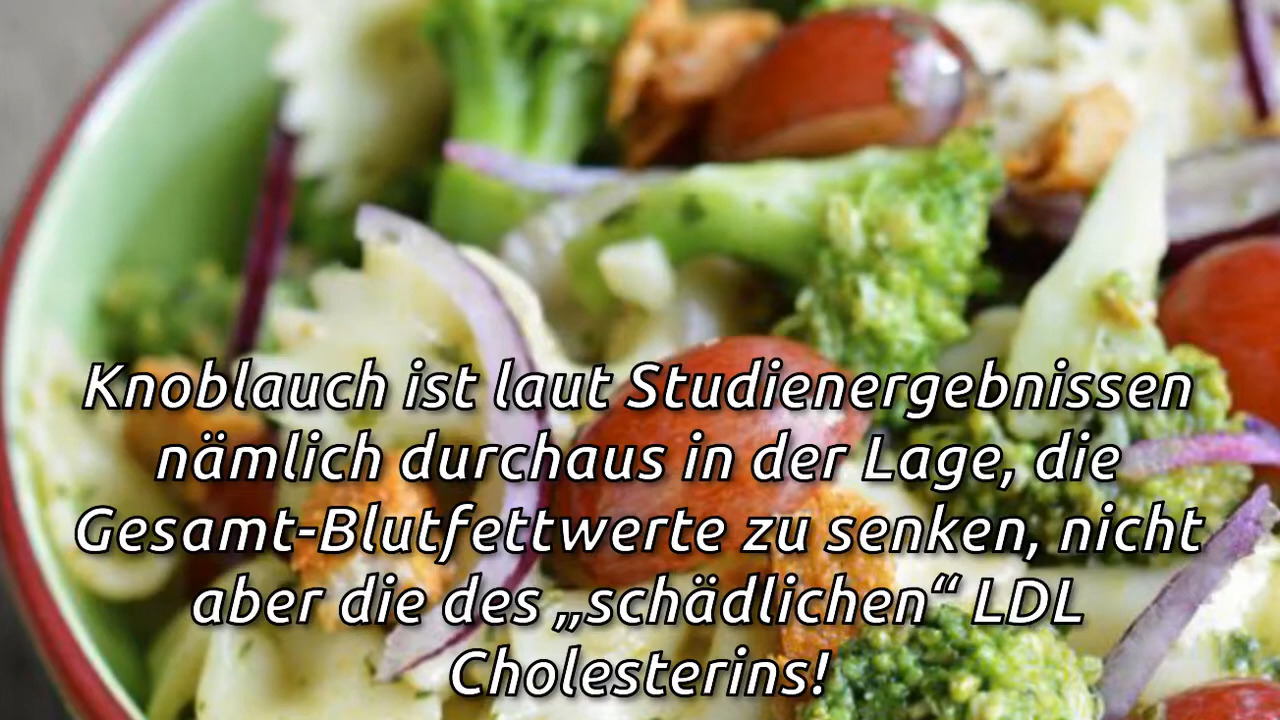 Knoblauch ist laut Studienergebnissen
nämlich durchaus in der Lage, die
Gesamt-Blutfettwerte zu senken, nicht
aber die des „schädlichen“ LDL
Cholesterins!